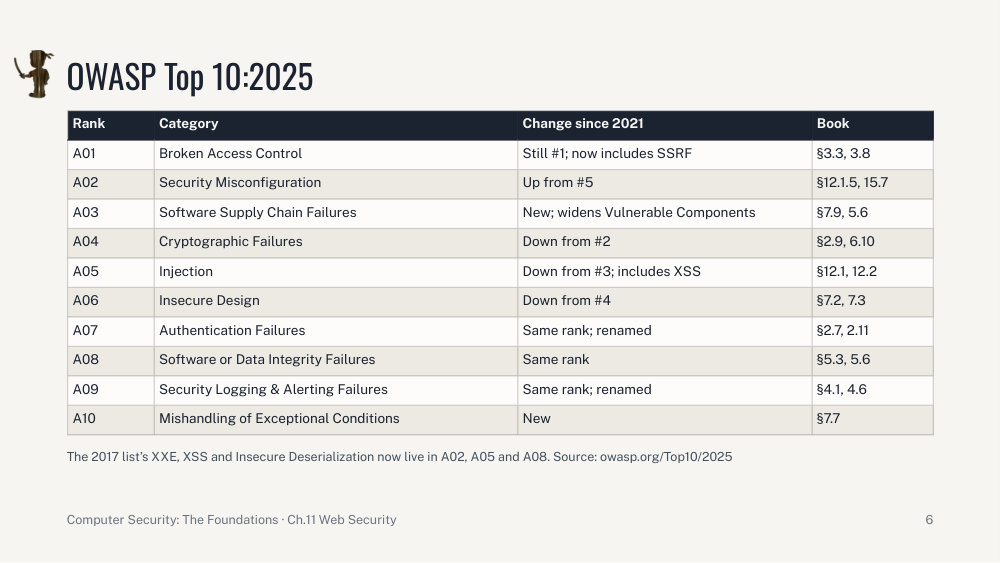 OWASP Top 10:2025
Rank Category Change since 2021 Book
A01 Broken Access Control Still #1; now includes SSRF §3.3, 3.8
A02 Security Misconfiguration Up from #5 §12.1.5, 15.7
A03 Software Supply Chain Failures New; widens Vulnerable Components §7.9, 5.6
A04 Cryptographic Failures Down from #2 §2.9, 6.10
A05 Injection Down from #3; includes XSS §12.1, 12.2
A06 Insecure Design Down from #4 §7.2, 7.3
A07 Authentication Failures Same rank; renamed §2.7, 2.11
A08 Software or Data Integrity Failures Same rank §5.3, 5.6
A09 Security Logging & Alerting Failures Same rank; renamed §4.1, 4.6
A10 Mishandling of Exceptional Conditions New §7.7
The 2017 list’s XXE, XSS and Insecure Deserialization now live in A02, A05 and A08. Source: owasp.org/Top10/2025
Computer Security: The Foundations · Ch.11 Web Security 6